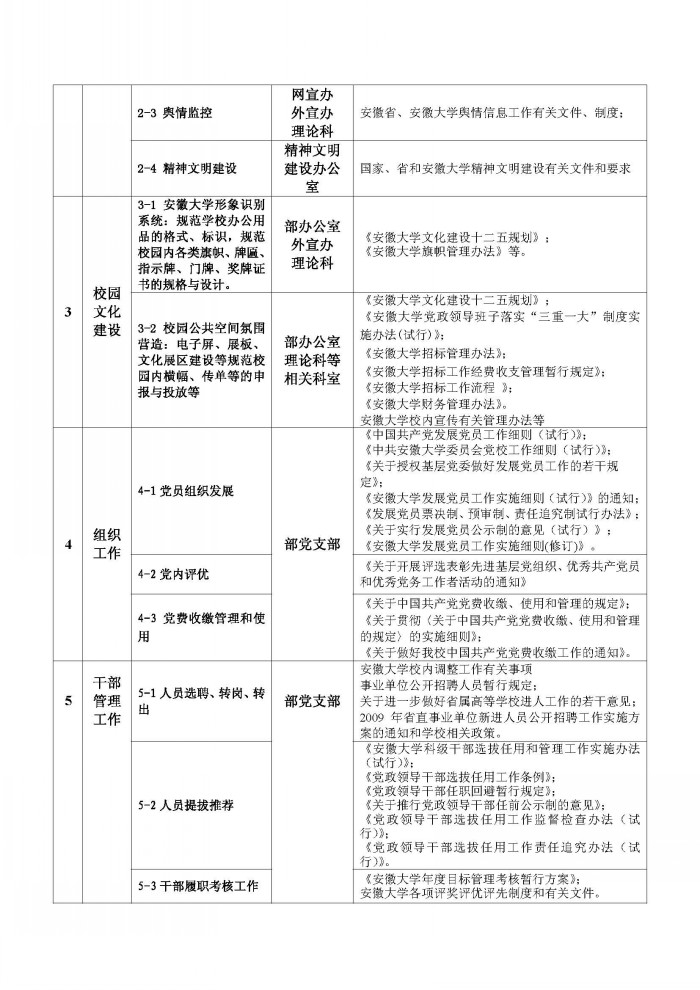 2-3 舆情监控
网宣办
外宣办
理论科
安徽省、安徽大学舆情信息工作有关文件、制度；
2-4 精神文明建设
精神文明
建设办公
室
国家、省和安徽大学精神文明建设有关文件和要求
3
校园
文化
建设
3-1 安徽大学形象识别
系统：规范学校办公用
品的格式、标识，规范
校园内各类旗帜、牌匾、
指示牌、门牌、奖牌证
书的规格与设计。
部办公室
外宣办
理论科
《安徽大学文化建设十二五规划》；
《安徽大学旗帜管理办法》等。
3-2 校园公共空间氛围
营造：电子屏、展板、
文化展区建设等规范校
园内横幅、传单等的申
报与投放等
部办公室
理论科等
相关科室
《安徽大学文化建设十二五规划》；
《安徽大学党政领导班子落实“三重一大”制度实
施办法(试行)》；
《安徽大学招标管理办法》；
《安徽大学招标工作经费收支管理暂行规定》；
《安徽大学招标工作流程 》；
《安徽大学财务管理办法》。
安徽大学校内宣传有关管理办法等
4
组织
工作
4-1 党员组织发展
部党支部
《中国共产党发展党员工作细则（试行）》；
《中共安徽大学委员会党校工作细则（试行）》；
《关于授权基层党委做好发展党员工作的若干规
定》；
《安徽大学发展党员工作实施细则（试行）》的通知；
《发展党员票决制、预审制、责任追究制试行办法》；
《关于实行发展党员公示制的意见（试行）》；
《安徽大学发展党员工作实施细则(修订)》。
4-2 党内评优
《关于开展评选表彰先进基层党组织、优秀共产党员
和优秀党务工作者活动的通知》
4-3 党费收缴管理和使
用
《关于中国共产党党费收缴、使用和管理的规定》；
《关于贯彻〈关于中国共产党党费收缴、使用和管理
的规定〉的实施细则》；
《关于做好我校中国共产党党费收缴工作的通知》。
5
干部
管理
工作
5-1 人员选聘、转岗、转
出
部党支部
安徽大学校内调整工作有关事项
事业单位公开招聘人员暂行规定；
关于进一步做好省属高等学校进人工作的若干意见；
2009 年省直事业单位新进人员公开招聘工作实施方
案的通知和学校相关政策。
5-2 人员提拔推荐
《安徽大学科级干部选拔任用和管理工作实施办法
（试行）》；
《党政领导干部选拔任用工作条例》；
《党政领导干部任职回避暂行规定》；
《关于推行党政领导干部任前公示制的意见》；
《党政领导干部选拔任用工作监督检查办法（试
行）》；
《党政领导干部选拔任用工作责任追究办法（试
行）》。
5-3 干部履职考核工作
《安徽大学年度目标管理考核暂行方案》；
安徽大学各项评奖评优评先制度和有关文件。